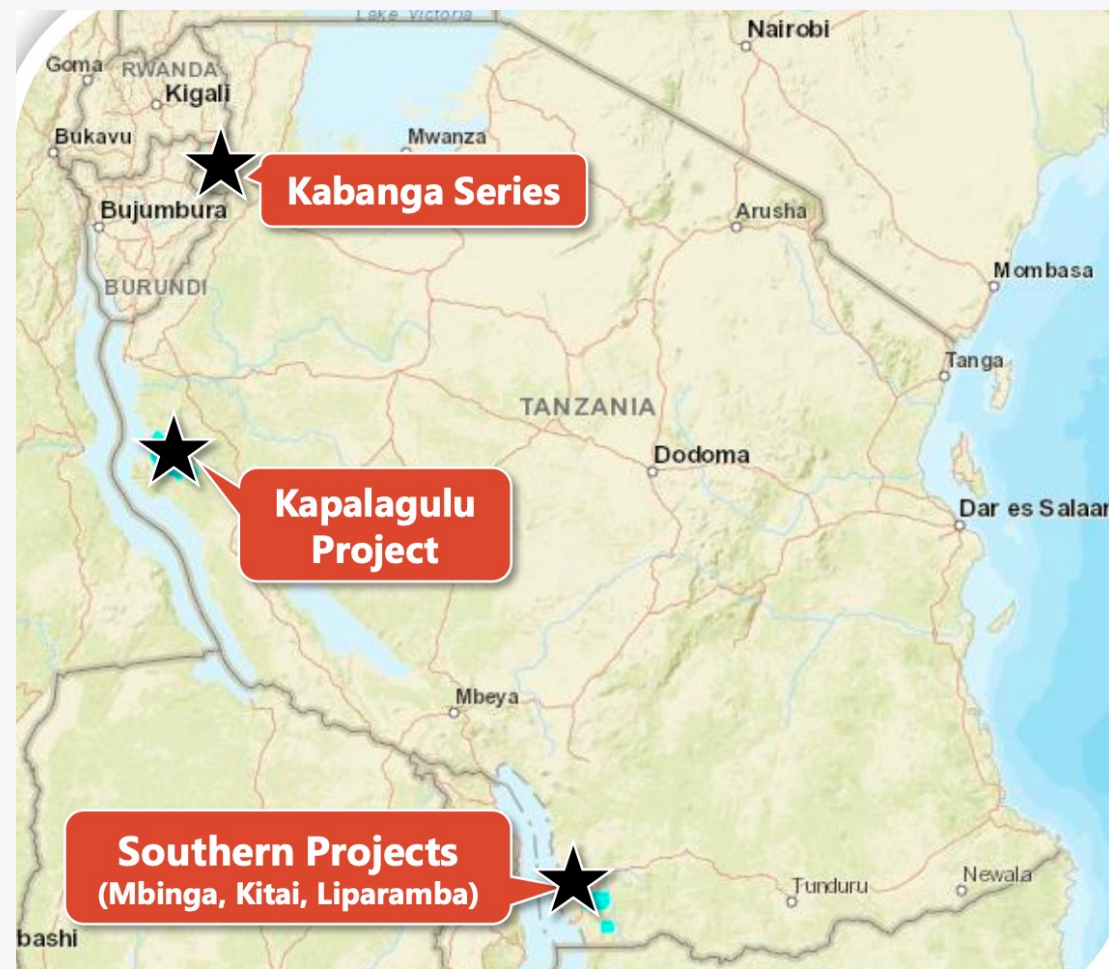 Lake Victoria
Nairobi
Goma
RWANDA
Kigali
Bukavu
Mwanza
Kabanga Series
Bujumbura
Arusha
BURUNDI
Mombasa
Tanga
TANZANIA
Dodoma
Kapalagulu
Project
Dar es Salaar
Mbeya
Southern Projects
(Mbinga, Kitai, Liparamba)
Tunduru
Newala
bashi